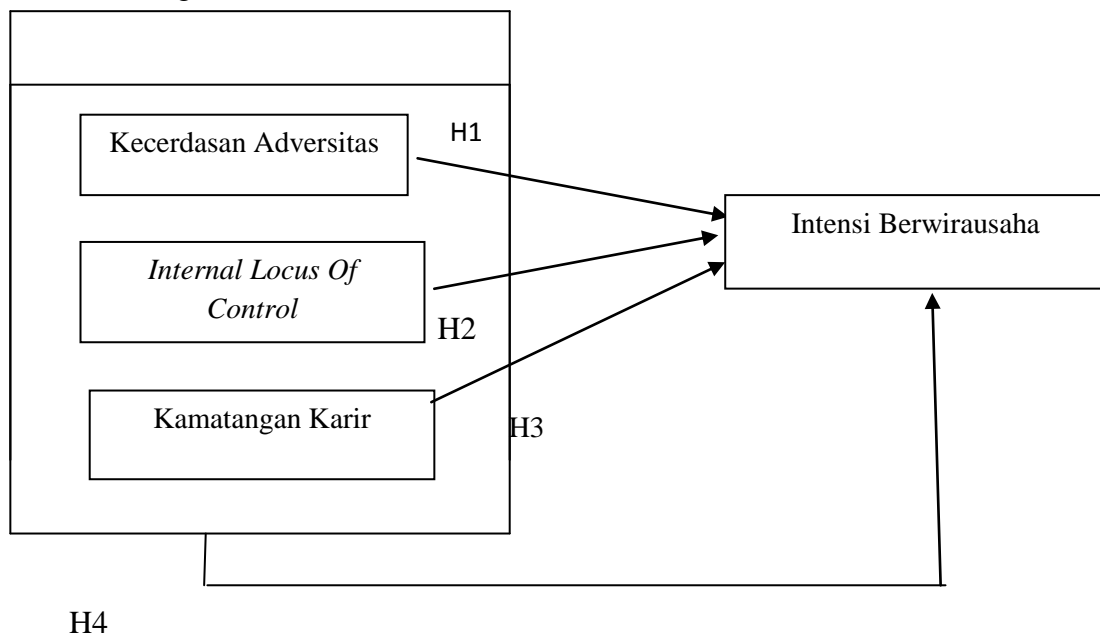 Kecerdasan Adversitas
H1
Intensi Berwirausaha
Internal Locus Of
Control
H2
Kamatangan Karir
H3
H4